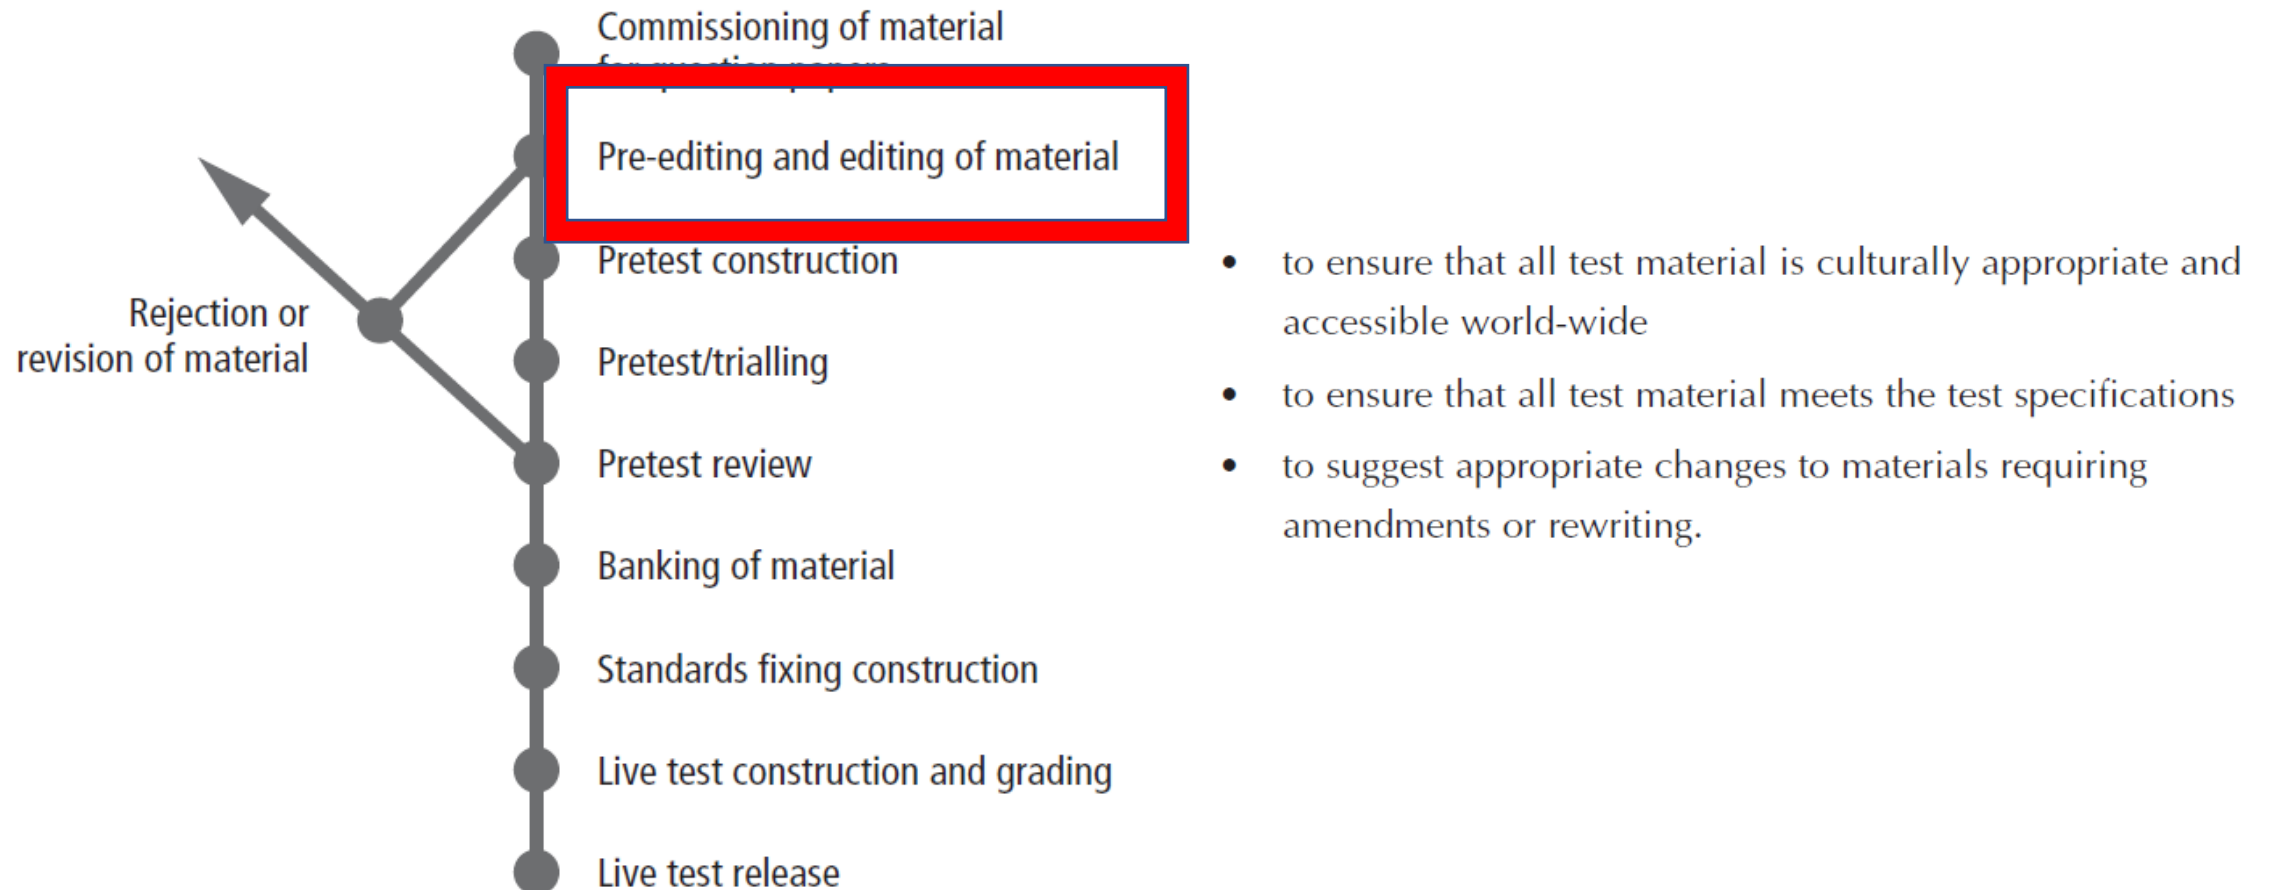 Commissioning of material
for question papers
Pre-editing and editing of material
Pretest construction
Rejection or
revision of material
Pretest/trialling
Pretest review
Banking of material
Standards fixing construction
Live test construction and grading
Live test release
• to ensure that all test material is culturally appropriate and
accessible world-wide
• to ensure that all test material meets the test specifications
• to suggest appropriate changes to materials requiring
amendments or rewriting.